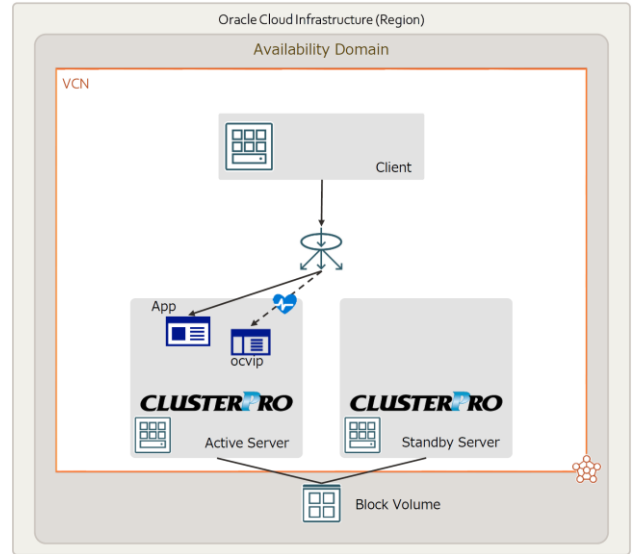 Oracle Cloud Infrastructure (Region)
Availability Domain
VCN
Client
App
ocvip
CLUSTERPRO
CLUSTERPRO
Active Server
Standby Server
Block Volume